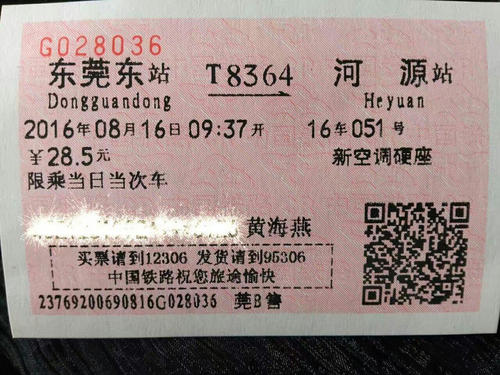 G028036
东莞东站 T8364 河源站
Dongguandong Heyuan
2016年08月16日09:37开 16车051号
￥28.5元 新空调硬座
限乘当日当次车
黄海燕
买票请到12306 发货请到95306
中国铁路祝您旅途愉快
23769200690816G028036 莞B售